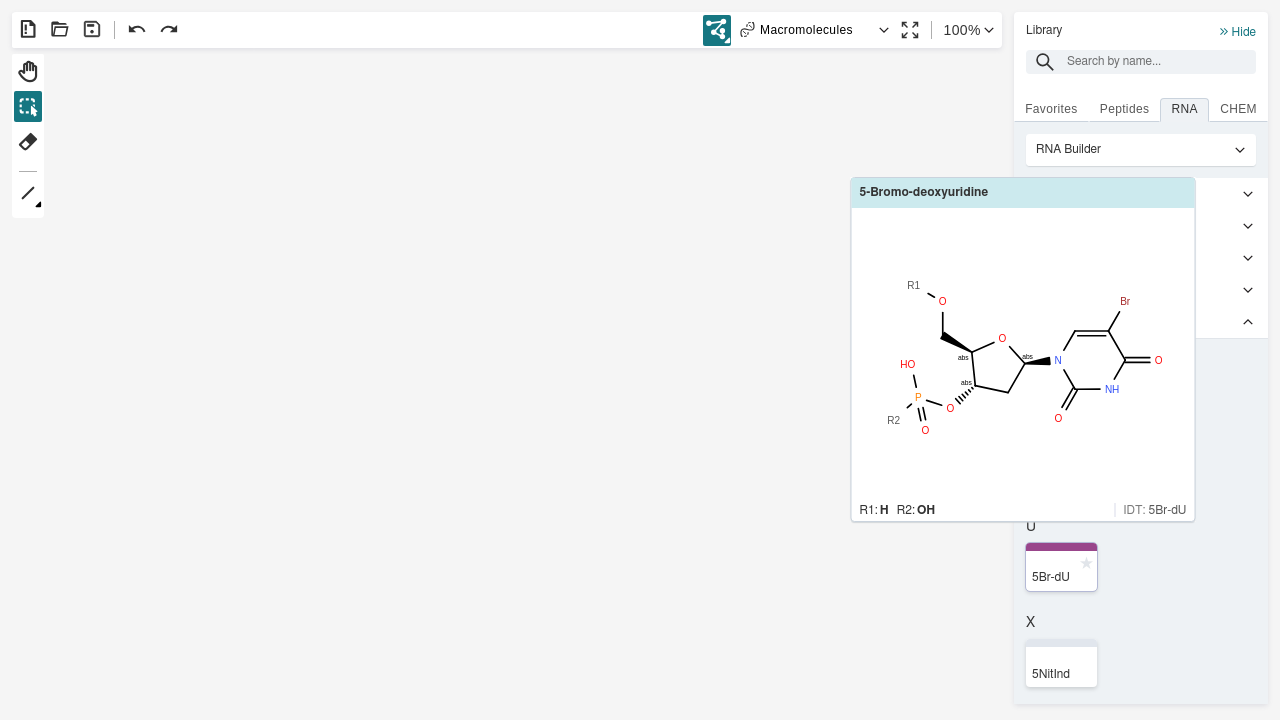 Macromolecules
100%
Library
Hide
Search by name...
Favorites
Peptides
RNA
CHEM
RNA Builder
5-Bromo-deoxyuridine
R1
O
Br
O
abs
abs
N
O
HO
abs
P
O
NH
R2
O
O
R1: H R2: OH
IDT: 5Br-dU
U
5Br-dU
X
5NitInd